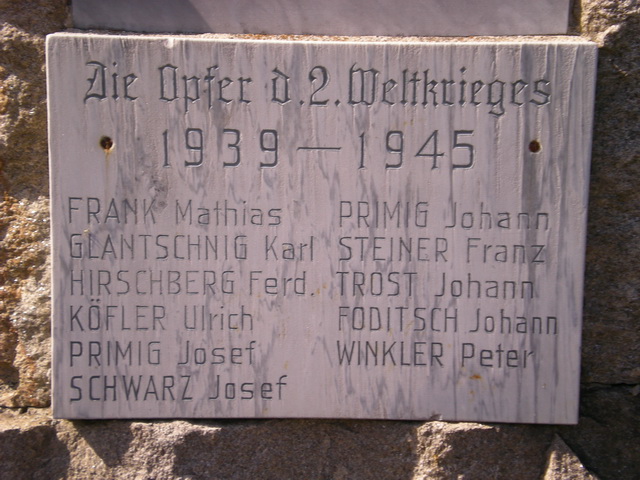 Die Opfer d. 2. Weltkrieges
1939 — 1945
FRANK Mathias
GLANTSCHNIG Karl
HIRSCHBERG Ferd.
KÖFLER Ulrich
PRIMIG Josef
SCHWARZ Josef
PRIMIG Johann
STEINER Franz
TROST Johann
FODITSCH Johann
WINKLER Peter